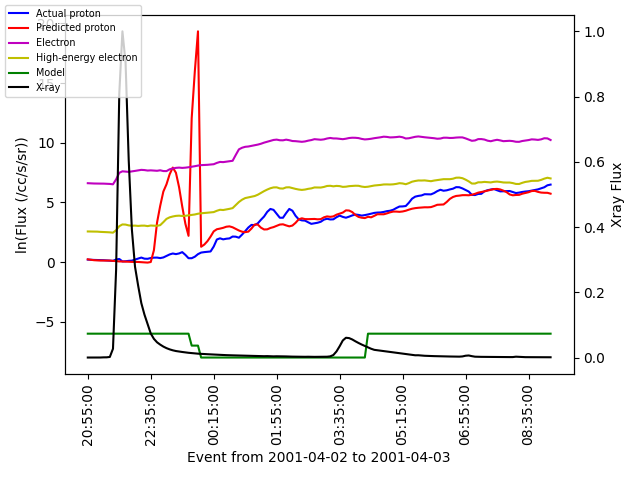 Actual proton
Predicted proton
Electron
High-energy electron
Model
X-ray
ln(Flux (/cc/s/sr))
20
15
10
5
0
−5
1.0
0.8
0.6
0.4
0.2
0.0
Xray Flux
20:55:00
22:35:00
00:15:00
01:55:00
03:35:00
05:15:00
06:55:00
08:35:00
Event from 2001-04-02 to 2001-04-03